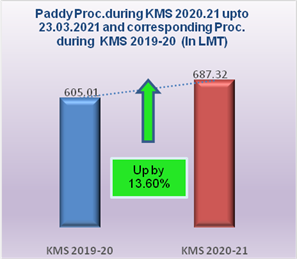 Paddy Proc.during KMS 2020.21 upto
23.03.2021 and corresponding Proc.
during KMS 2019-20 (In LMT)
687.32
605.01
Up by
13.60%
KMS 2019-20
KMS 2020-21